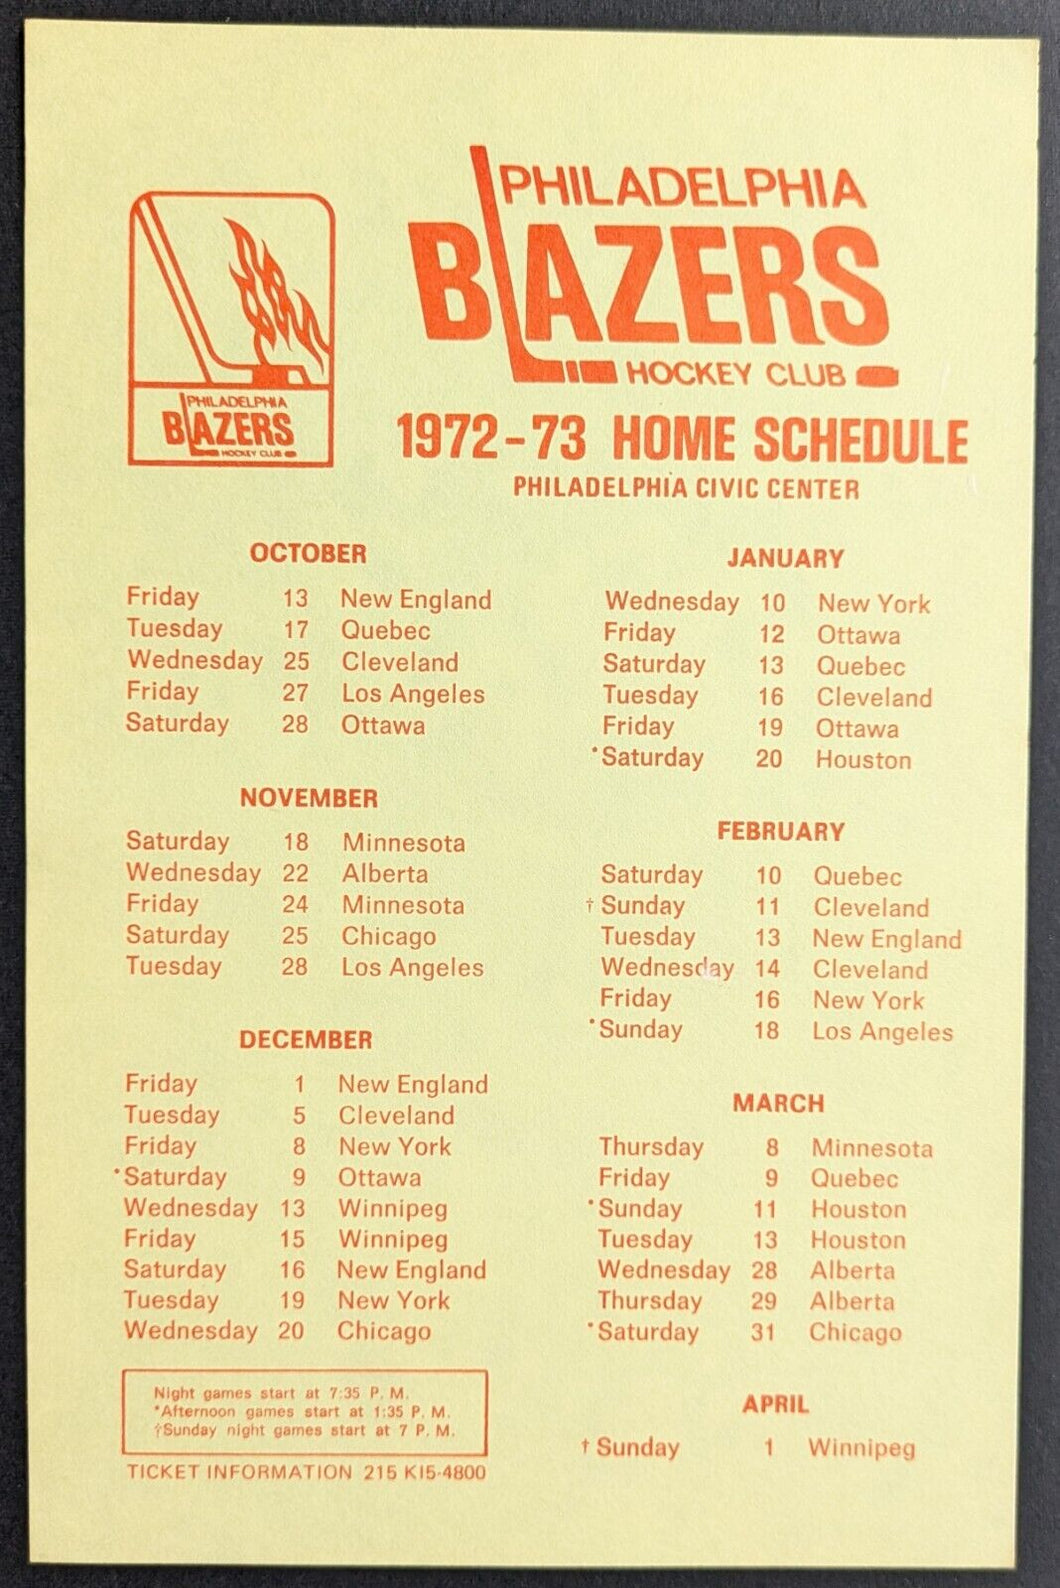 PHILADELPHIA
BLAZERS
HOCKEY CLUB
PHILADELPHIA
BLAZERS
HOCKEY CLUB
1972-73 HOME SCHEDULE
PHILADELPHIA CIVIC CENTER
OCTOBER
Friday 13 New England
Tuesday 17 Quebec
Wednesday 25 Cleveland
Friday 27 Los Angeles
Saturday 28 Ottawa
NOVEMBER
Saturday 18 Minnesota
Wednesday 22 Alberta
Friday 24 Minnesota
Saturday 25 Chicago
Tuesday 28 Los Angeles
DECEMBER
Friday 1 New England
Tuesday 5 Cleveland
Friday 8 New York
*Saturday 9 Ottawa
Wednesday 13 Winnipeg
Friday 15 Winnipeg
Saturday 16 New England
Tuesday 19 New York
Wednesday 20 Chicago
Night games start at 7:35 P. M.
*Afternoon games start at 1:35 P. M.
†Sunday night games start at 7 P. M.
TICKET INFORMATION 215 KI5-4800
JANUARY
Wednesday 10 New York
Friday 12 Ottawa
Saturday 13 Quebec
Tuesday 16 Cleveland
Friday 19 Ottawa
*Saturday 20 Houston
FEBRUARY
Saturday 10 Quebec
† Sunday 11 Cleveland
Tuesday 13 New England
Wednesday 14 Cleveland
Friday 16 New York
*Sunday 18 Los Angeles
MARCH
Thursday 8 Minnesota
Friday 9 Quebec
*Sunday 11 Houston
Tuesday 13 Houston
Wednesday 28 Alberta
Thursday 29 Alberta
*Saturday 31 Chicago
APRIL
† Sunday 1 Winnipeg